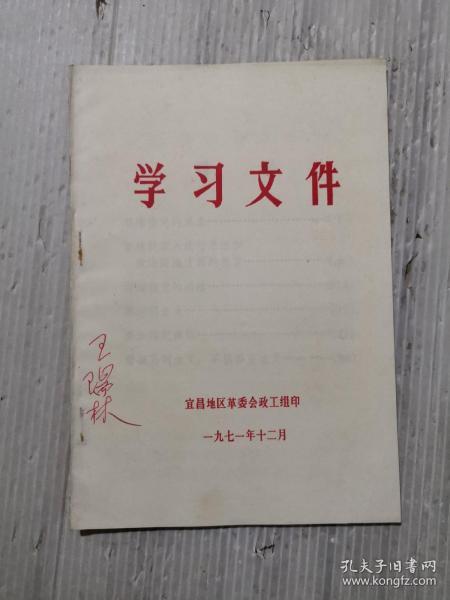 学习文件
王
林
宜昌地区革委会政工组印
一九七一年十二月
孔夫子旧书网
www.kongfz.com